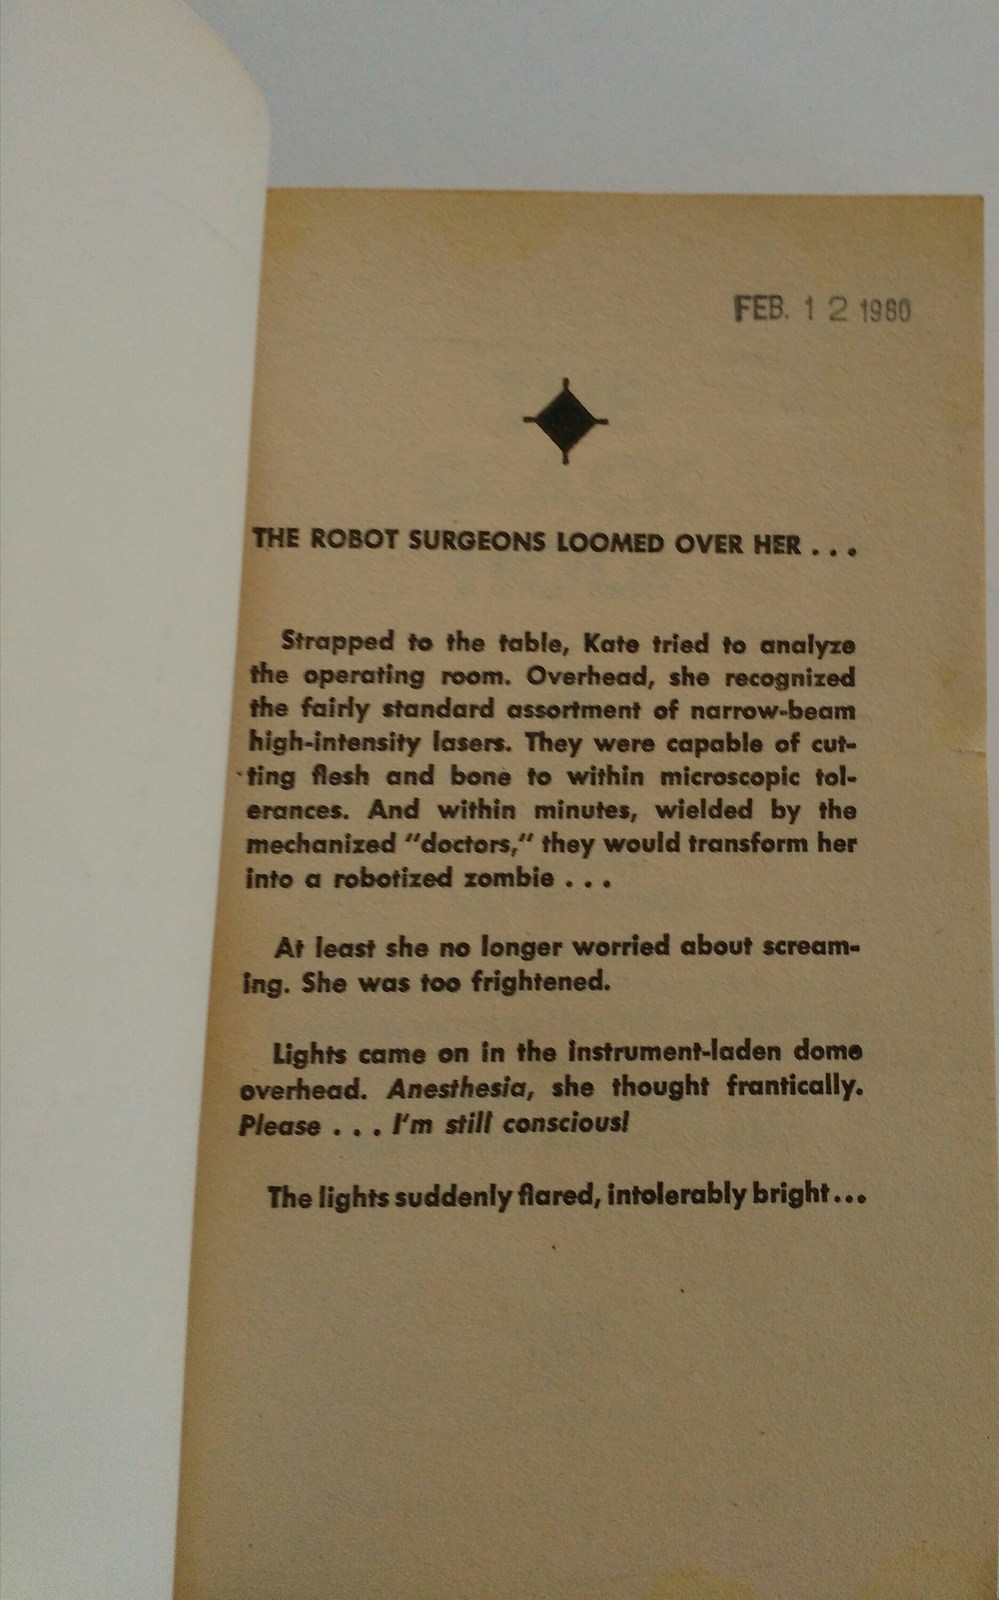 FEB. 12 1980
THE ROBOT SURGEONS LOOMED OVER HER . . .
Strapped to the table, Kate tried to analyze
the operating room. Overhead, she recognized
the fairly standard assortment of narrow-beam
high-intensity lasers. They were capable of cut-
ting flesh and bone to within microscopic tol-
erances. And within minutes, wielded by the
mechanized "doctors," they would transform her
into a robotized zombie . . .
At least she no longer worried about scream-
ing. She was too frightened.
Lights came on in the instrument-laden dome
overhead. Anesthesia, she thought frantically.
Please . . . I'm still conscious!
The lights suddenly flared, intolerably bright...